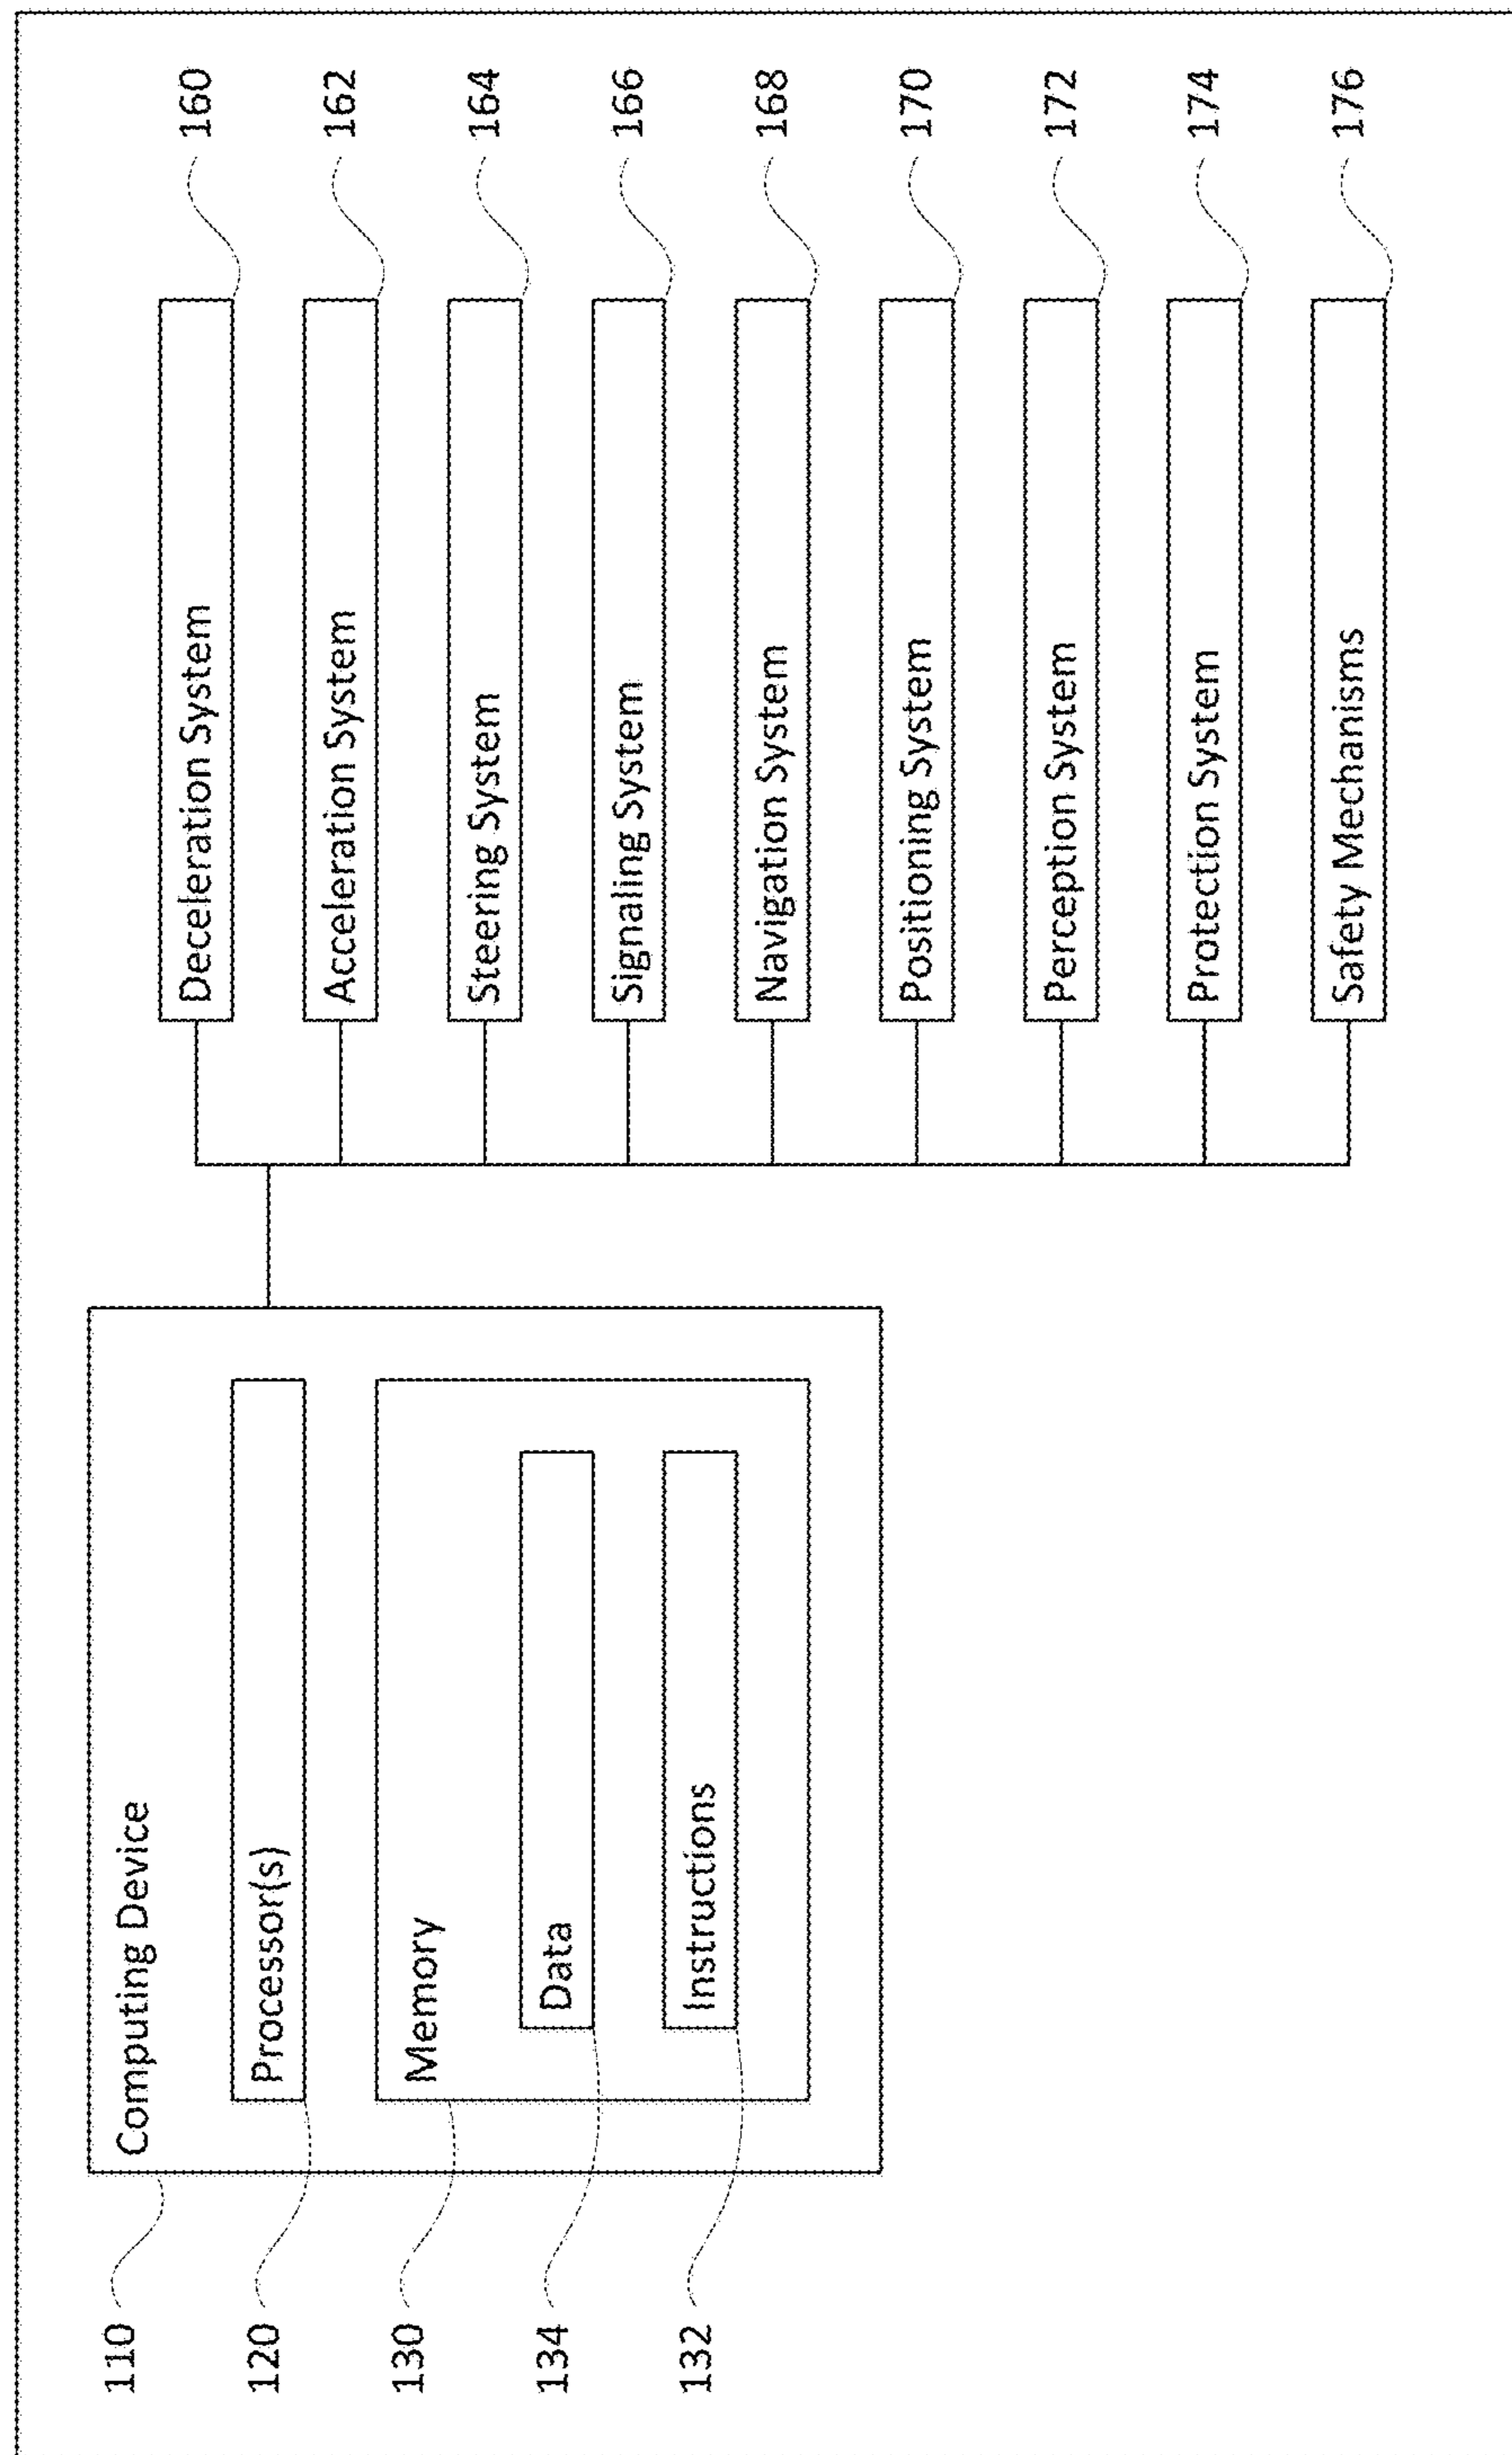 110
Computing Device
120
Processor(s)
130
Memory
134
Data
132
Instructions
Deceleration System 160
Acceleration System 162
Steering System 164
Signaling System 166
Navigation System 168
Positioning System 170
Perception System 172
Protection System 174
Safety Mechanisms 176